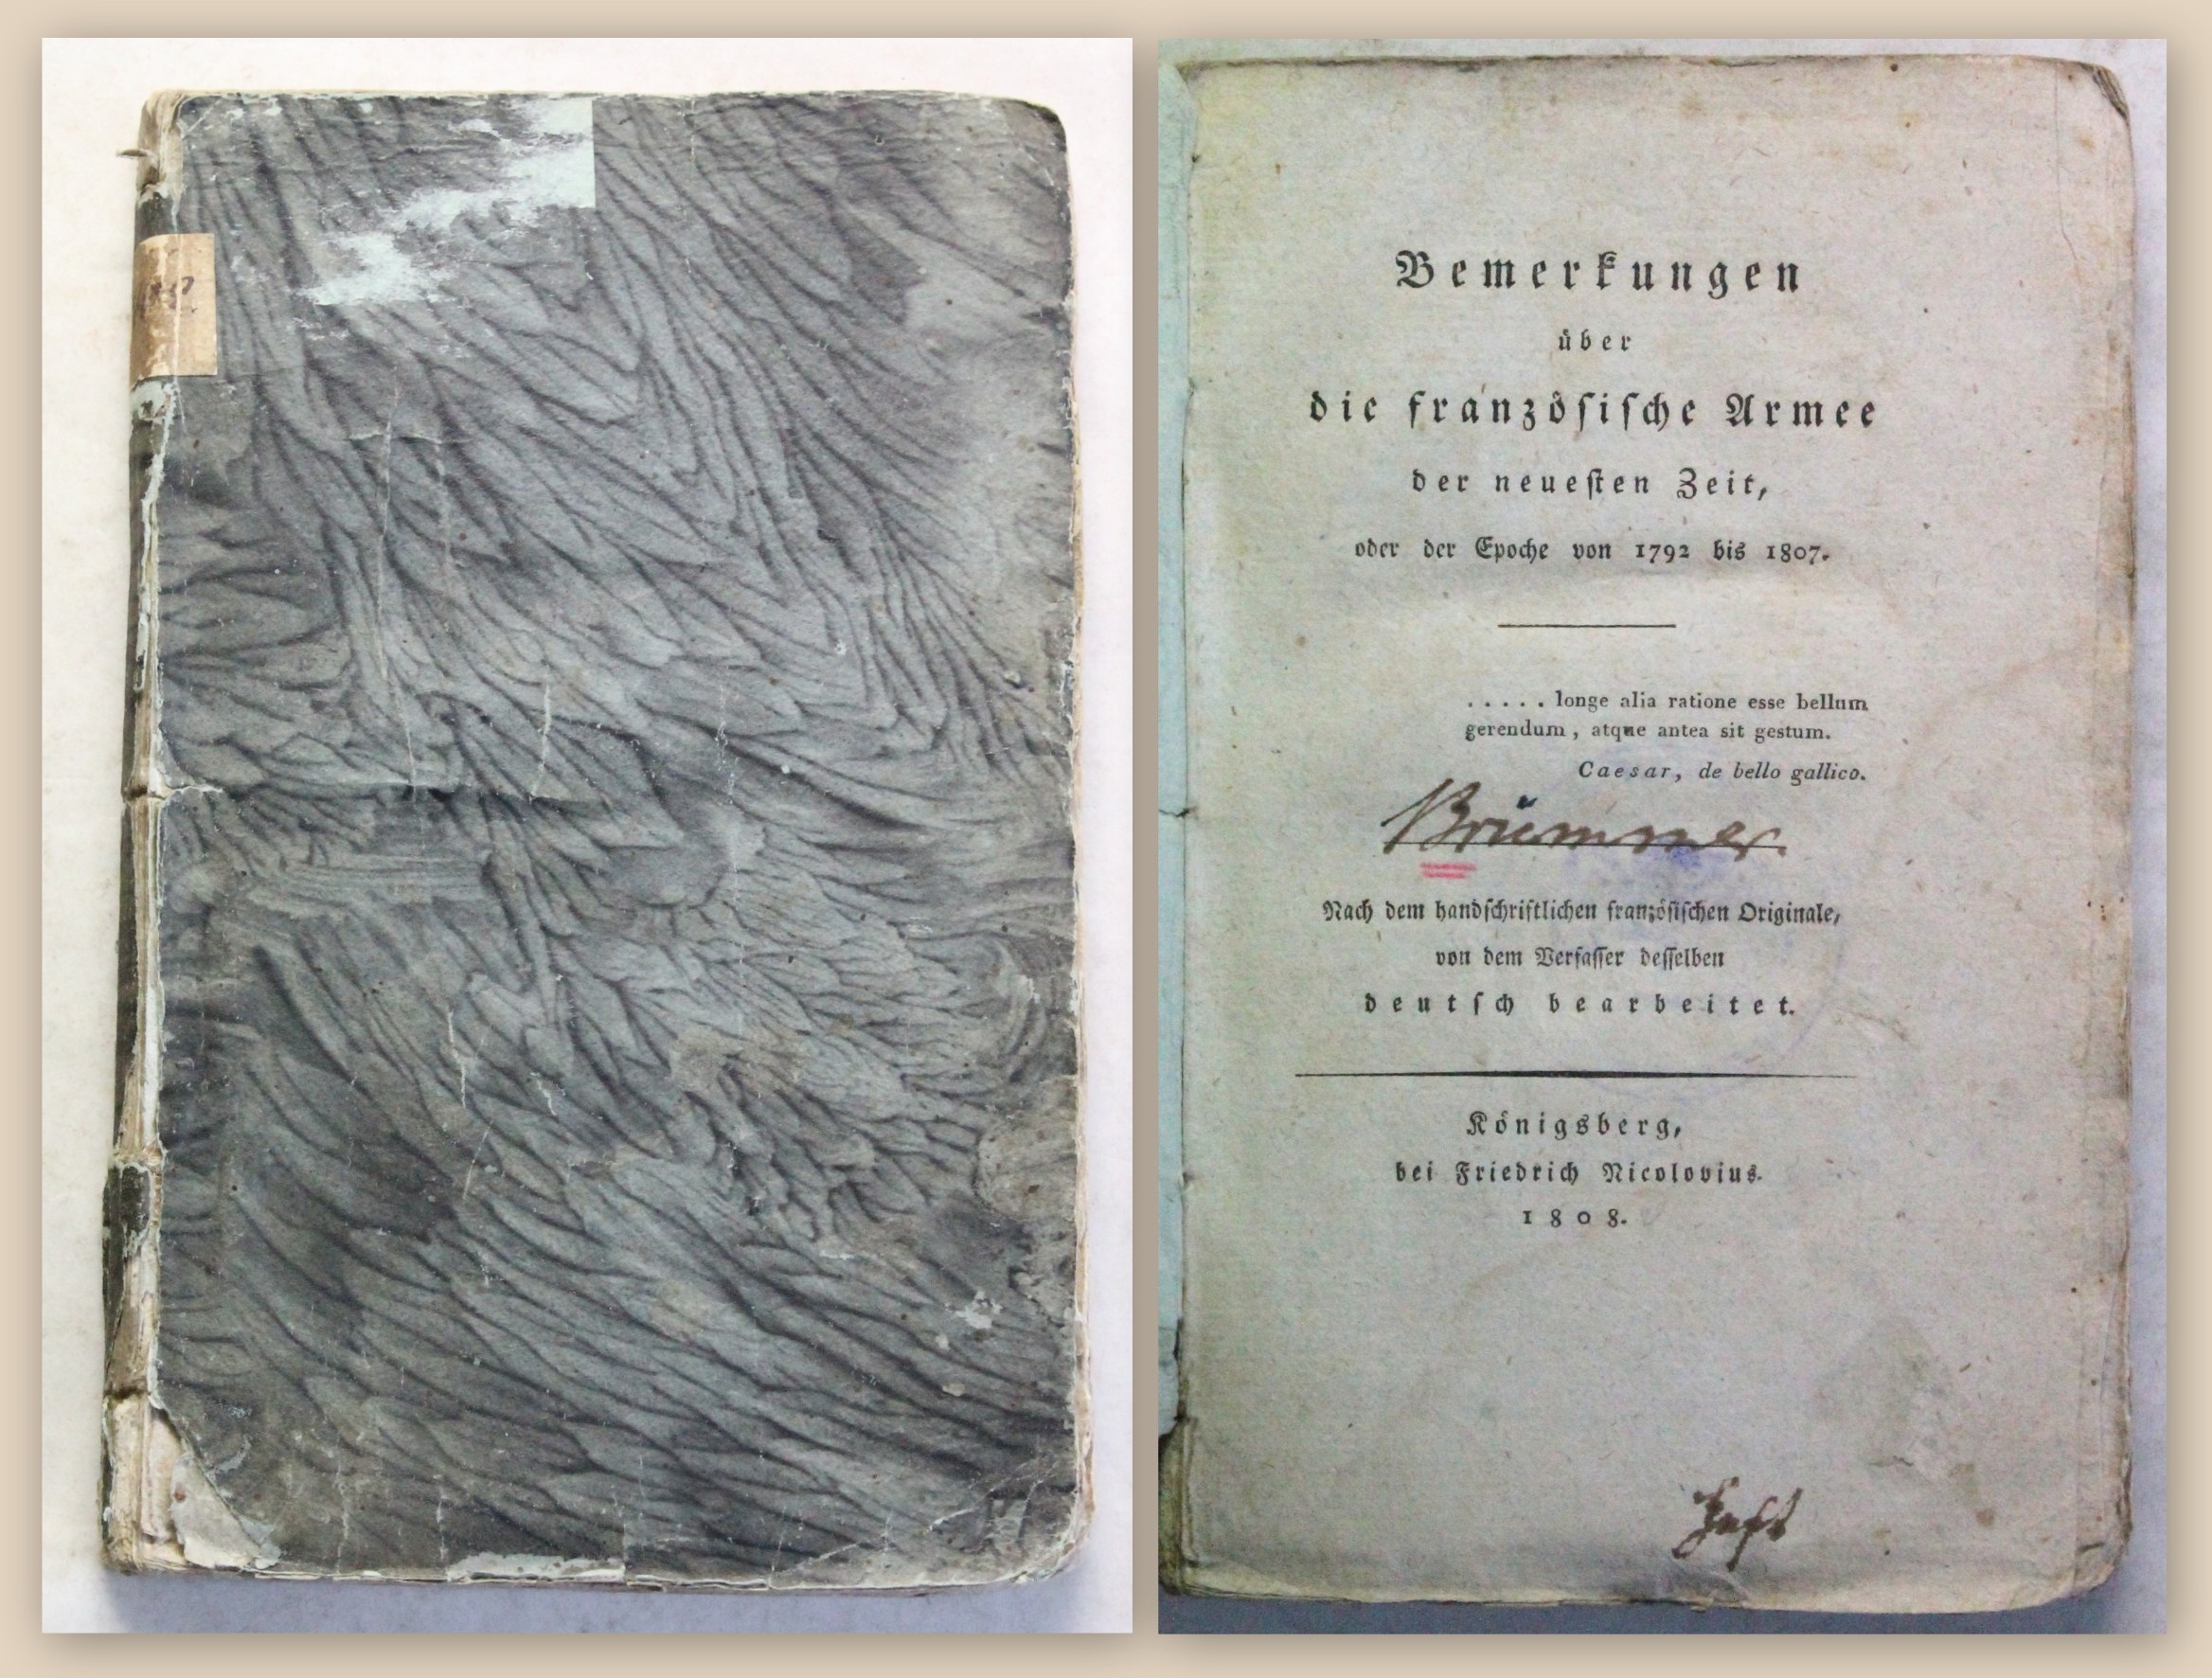 Bemerkungen
über
die französische Armee
der neuesten Zeit,
oder der Epoche von 1792 bis 1807.
. . . . . longe alia ratione esse bellum
gerendum, atque antea sit gestum.
Caesar, de bello gallico.
Brümmer.
Nach dem handschriftlichen französischen Originale,
von dem Verfasser desselben
deutsch bearbeitet.
Königsberg,
bei Friedrich Nicolovius.
1808.